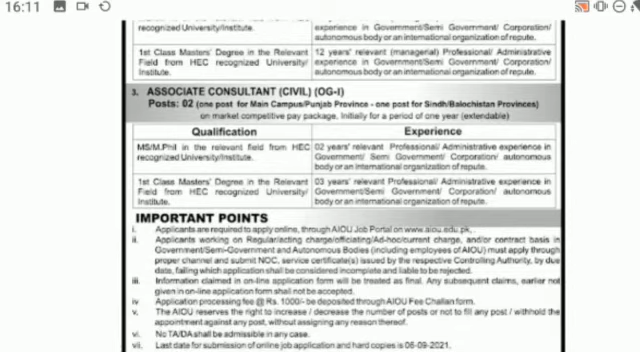 16:11
recognized University/Institute.
experience in Government/Semi Government/ Corporation/
autonomous body or an international organization of repute.
1st Class Masters' Degree in the Relevant
Field from HEC recognized University/
Institute.
12 years' relevant (managerial) Professional/ Administrative
experience in Government/Semi Government/ Corporation/
autonomous body or an international organization of repute.
3. ASSOCIATE CONSULTANT (CIVIL) (OG-I)
Posts: 02 (one post for Main Campus/Punjab Province - one post for Sindh/Balochistan Provinces)
on market competitive pay package, Initially for a period of one year (extendable)
Qualification
Experience
MS/M.Phil in the relevant field from HEC
recognized University/Institute.
02 years' relevant Professional/ Administrative experience in
Government/ Semi Government/ Corporation/ autonomous
body or an international organization of repute.
1st Class Masters' Degree in the Relevant
Field from HEC recognized University/
Institute.
03 years' relevant Professional/ Administrative experience in
Government/Semi Government/ Corporation/ autonomous
body or an international organization of repute.
IMPORTANT POINTS
i. Applicants are required to apply online, through AIOU Job Portal on www.aiou.edu.pk,
ii. Applicants working on Regular/acting charge/officiating/Ad-hoc/current charge, and/or contract basis in
Government/Semi-Government and Autonomous Bodies (including employees of AIOU) must apply through
proper channel and submit NOC, service certificate(s) issued by the respective Controlling Authority, by due
date, failing which application shall be considered incomplete and liable to be rejected.
iii. Information claimed in on-line application form will be treated as final. Any subsequent claims, earlier not
given in on-line application form shall not be accepted.
iv Application processing fee @ Rs. 1000/- be deposited through AIOU Fee Challan form.
v. The AIOU reserves the right to increase / decrease the number of posts or not to fill any post / withhold the
appointment against any post, without assigning any reason thereof.
vi. No TA/DA shall be admissible in any case.
vii. Last date for submission of online job application and hard copies is 06-09-2021.